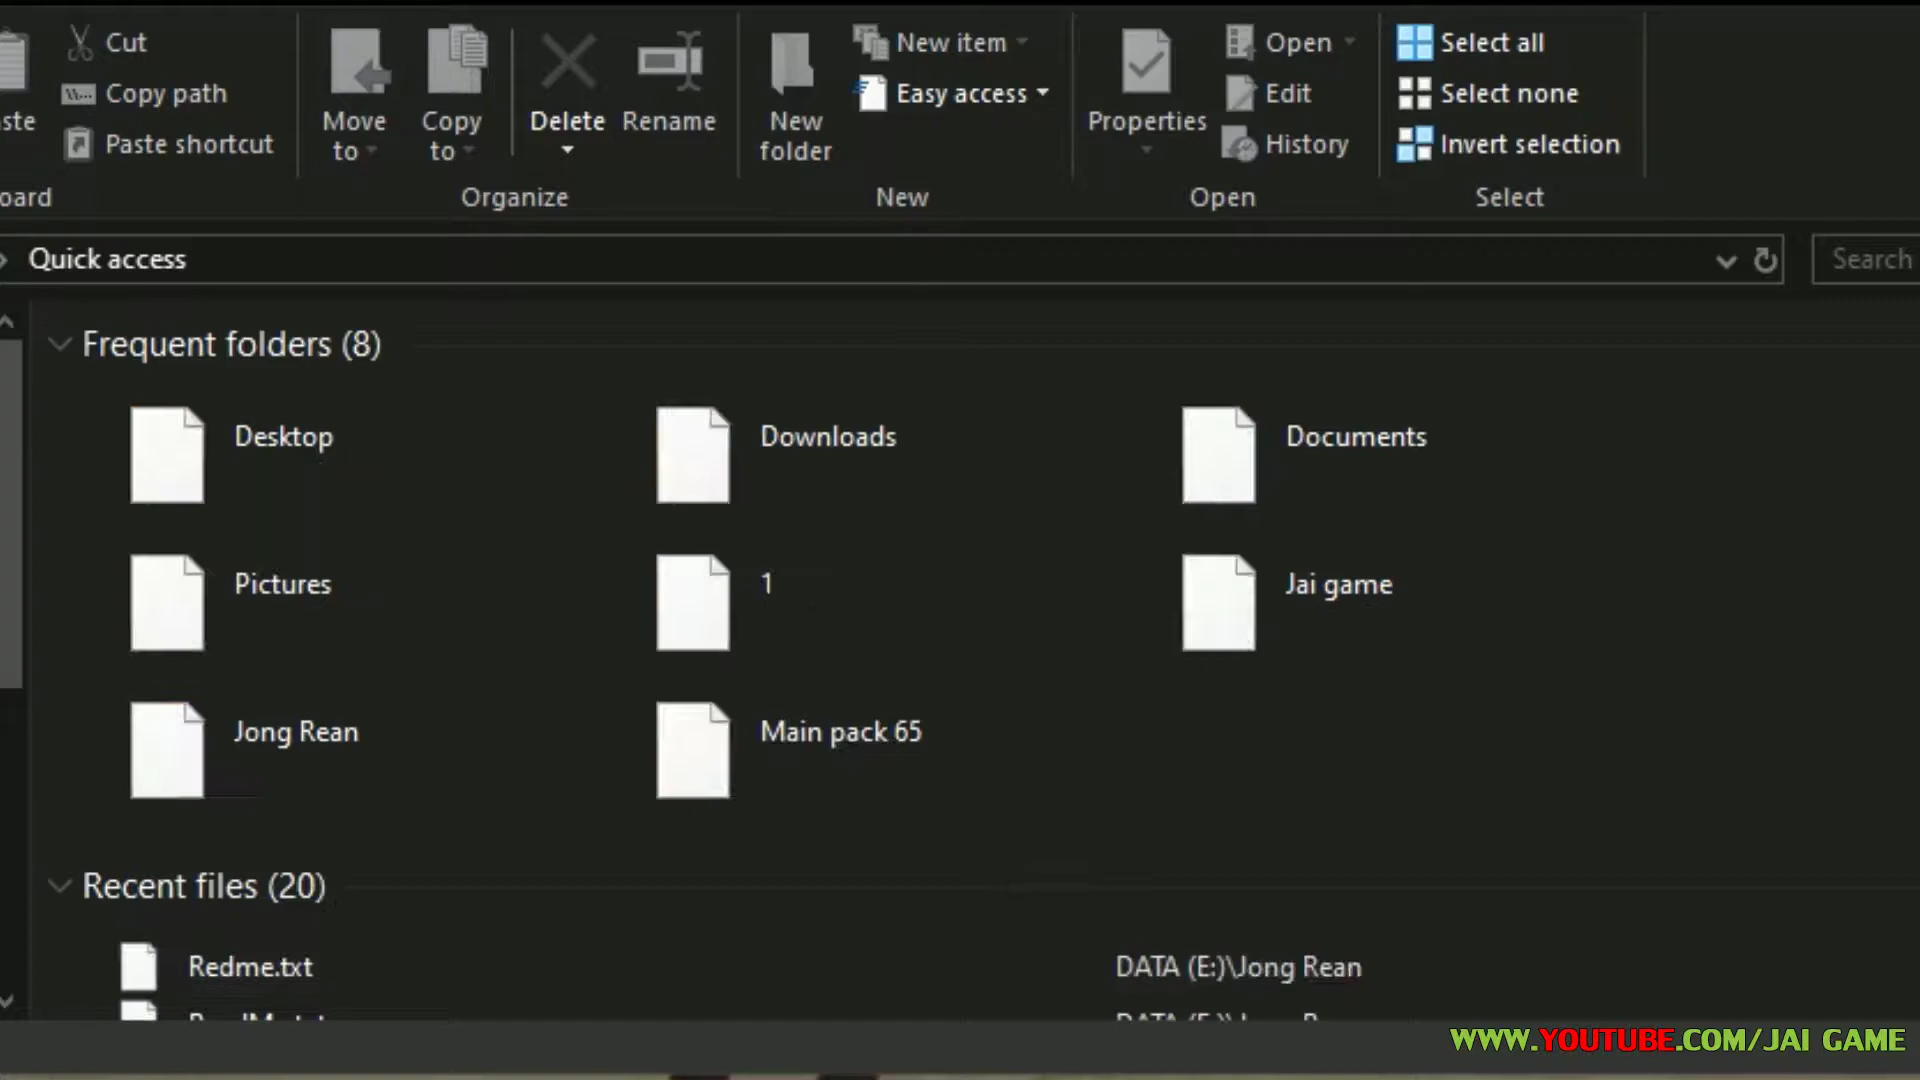 Cut
Copy path
Paste shortcut
Move to
Copy to
Delete
Rename
Organize
New folder
New item
Easy access
New
Properties
Open
Edit
History
Open
Select all
Select none
Invert selection
Select
Quick access
Search
Frequent folders (8)
Desktop
Downloads
Documents
Pictures
1
Jai game
Jong Rean
Main pack 65
Recent files (20)
Redme.txt
DATA (E:)\Jong Rean
WWW.YOUTUBE.COM/JAI GAME